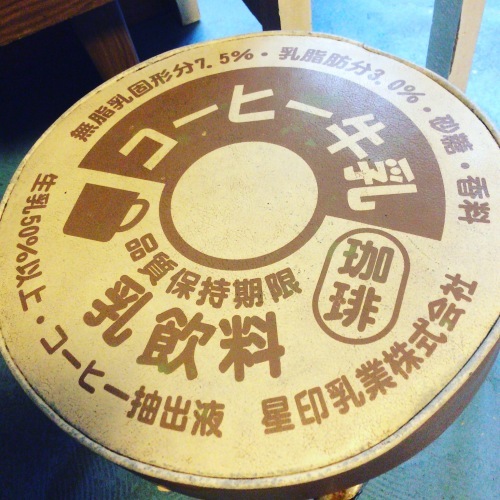 無脂乳固形分7.5%・乳脂肪分3.0%・砂糖・香料
コーヒー牛乳
珈琲
品質保持期限
乳飲料
生乳50%以上・コーヒー抽出液
星印乳業株式会社